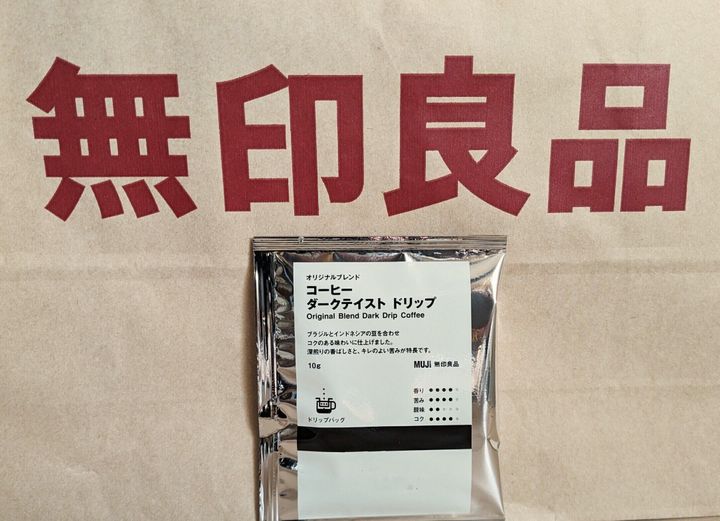 無印良品
オリジナルブレンド
コーヒー
ダークテイスト ドリップ
Original Blend Dark Drip Coffee
ブラジルとインドネシアの豆を合わせ
コクのある味わいに仕上げました。
深煎りの香ばしさと、キレのよい苦みが特長です。
10g
MUJI 無印良品
香り
苦み
酸味
コク
ドリップバッグ